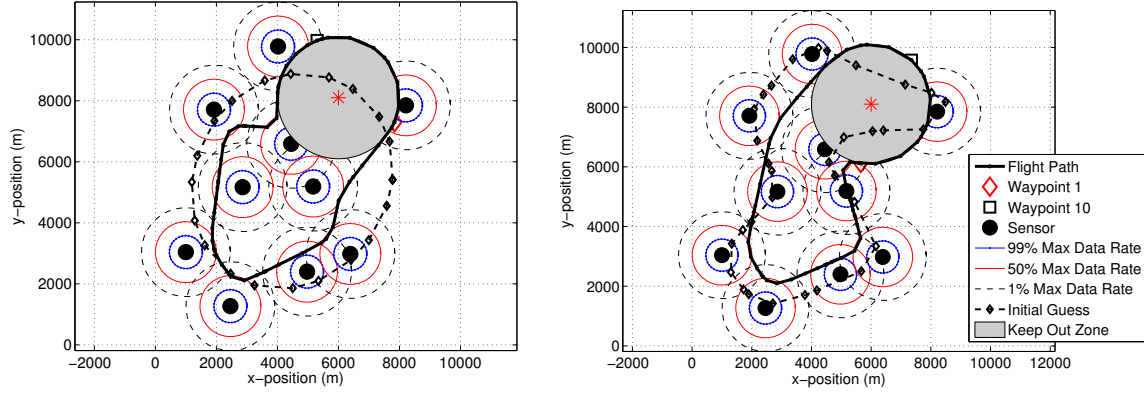 10000
8000
6000
4000
2000
0
y−position (m)
−2000 0 2000 4000 6000 8000 10000
x−position (m)
10000
8000
6000
4000
2000
0
y−position (m)
−2000 0 2000 4000 6000 8000 10000 12000
x−position (m)
Flight Path
Waypoint 1
Waypoint 10
Sensor
99% Max Data Rate
50% Max Data Rate
1% Max Data Rate
Initial Guess
Keep Out Zone